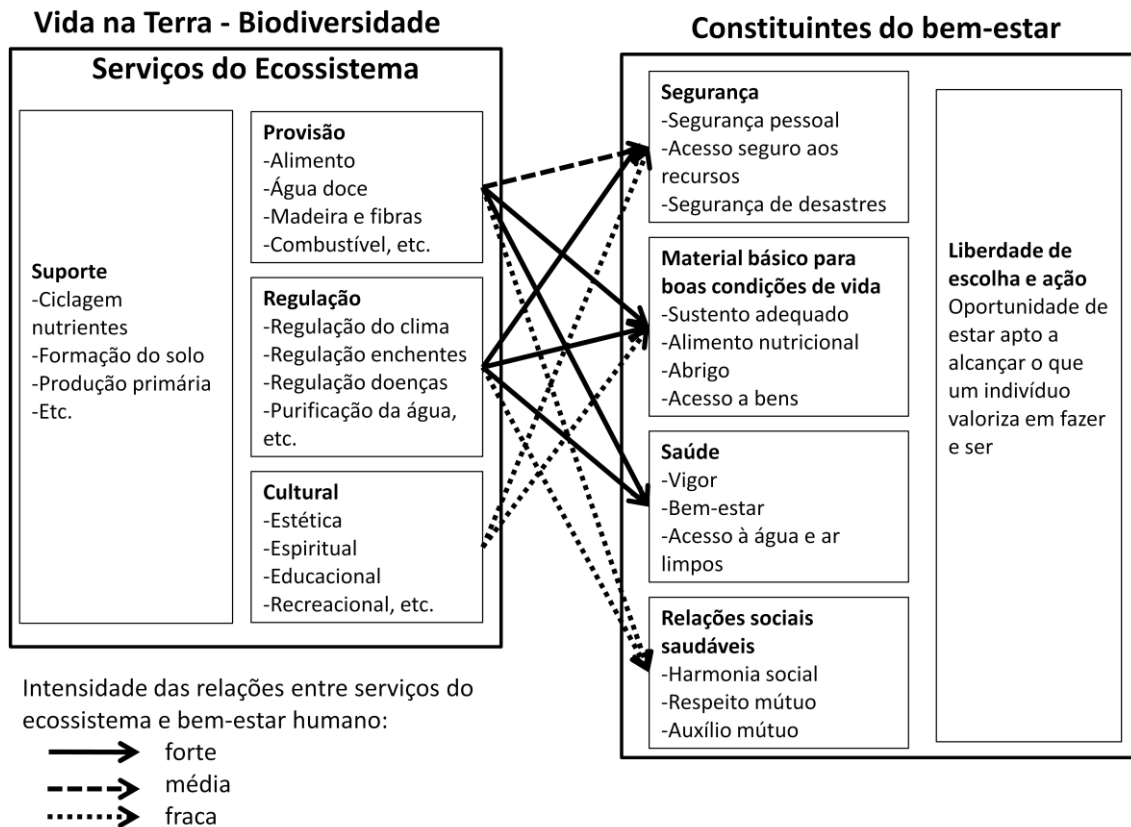 Vida na Terra - Biodiversidade
Serviços do Ecossistema
Suporte
-Ciclagem
nutrientes
-Formação do solo
-Produção primária
-Etc.
Provisão
-Alimento
-Água doce
-Madeira e fibras
-Combustível, etc.
Regulação
-Regulação do clima
-Regulação enchentes
-Regulação doenças
-Purificação da água,
etc.
Cultural
-Estética
-Espiritual
-Educacional
-Recreacional, etc.
Constituintes do bem-estar
Segurança
-Segurança pessoal
-Acesso seguro aos
recursos
-Segurança de desastres
Material básico para
boas condições de vida
-Sustento adequado
-Alimento nutricional
-Abrigo
-Acesso a bens
Saúde
-Vigor
-Bem-estar
-Acesso à água e ar
limpos
Relações sociais
saudáveis
-Harmonia social
-Respeito mútuo
-Auxílio mútuo
Liberdade de
escolha e ação
Oportunidade de
estar apto a
alcançar o que
um indivíduo
valoriza em fazer
e ser
Intensidade das relações entre serviços do
ecossistema e bem-estar humano:
forte
média
fraca